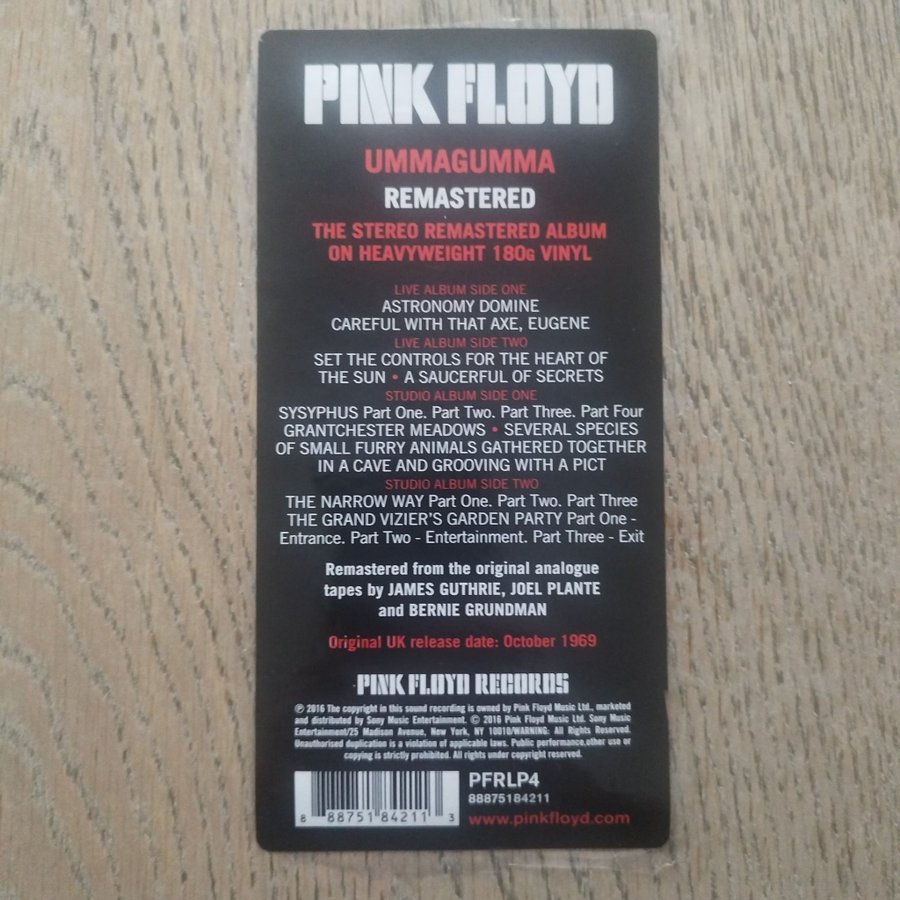 PINK FLOYD
UMMAGUMMA
REMASTERED
THE STEREO REMASTERED ALBUM
ON HEAVYWEIGHT 180G VINYL
LIVE ALBUM SIDE ONE
ASTRONOMY DOMINE
CAREFUL WITH THAT AXE, EUGENE
LIVE ALBUM SIDE TWO
SET THE CONTROLS FOR THE HEART OF
THE SUN • A SAUCERFUL OF SECRETS
STUDIO ALBUM SIDE ONE
SYSYPHUS Part One. Part Two. Part Three. Part Four
GRANTCHESTER MEADOWS • SEVERAL SPECIES
OF SMALL FURRY ANIMALS GATHERED TOGETHER
IN A CAVE AND GROOVING WITH A PICT
STUDIO ALBUM SIDE TWO
THE NARROW WAY Part One. Part Two. Part Three
THE GRAND VIZIER'S GARDEN PARTY Part One -
Entrance. Part Two - Entertainment. Part Three - Exit
Remastered from the original analogue
tapes by JAMES GUTHRIE, JOEL PLANTE
and BERNIE GRUNDMAN
Original UK release date: October 1969
PINK FLOYD RECORDS
℗ 2016 The copyright in this sound recording is owned by Pink Floyd Music Ltd., marketed
and distributed by Sony Music Entertainment. © 2016 Pink Floyd Music Ltd. Sony Music
Entertainment/25 Madison Avenue, New York, NY 10010/WARNING: All Rights Reserved.
Unauthorised duplication is a violation of applicable laws. Public performance,other use or
copying is strictly prohibited. All rights under copyright reserved.
8 88751 84211 3
PFRLP4
88875184211
www.pinkfloyd.com